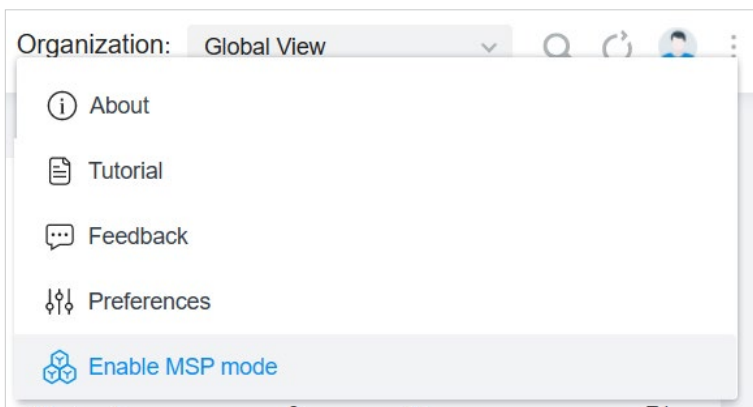 Organization: Global View
About
Tutorial
Feedback
Preferences
Enable MSP mode